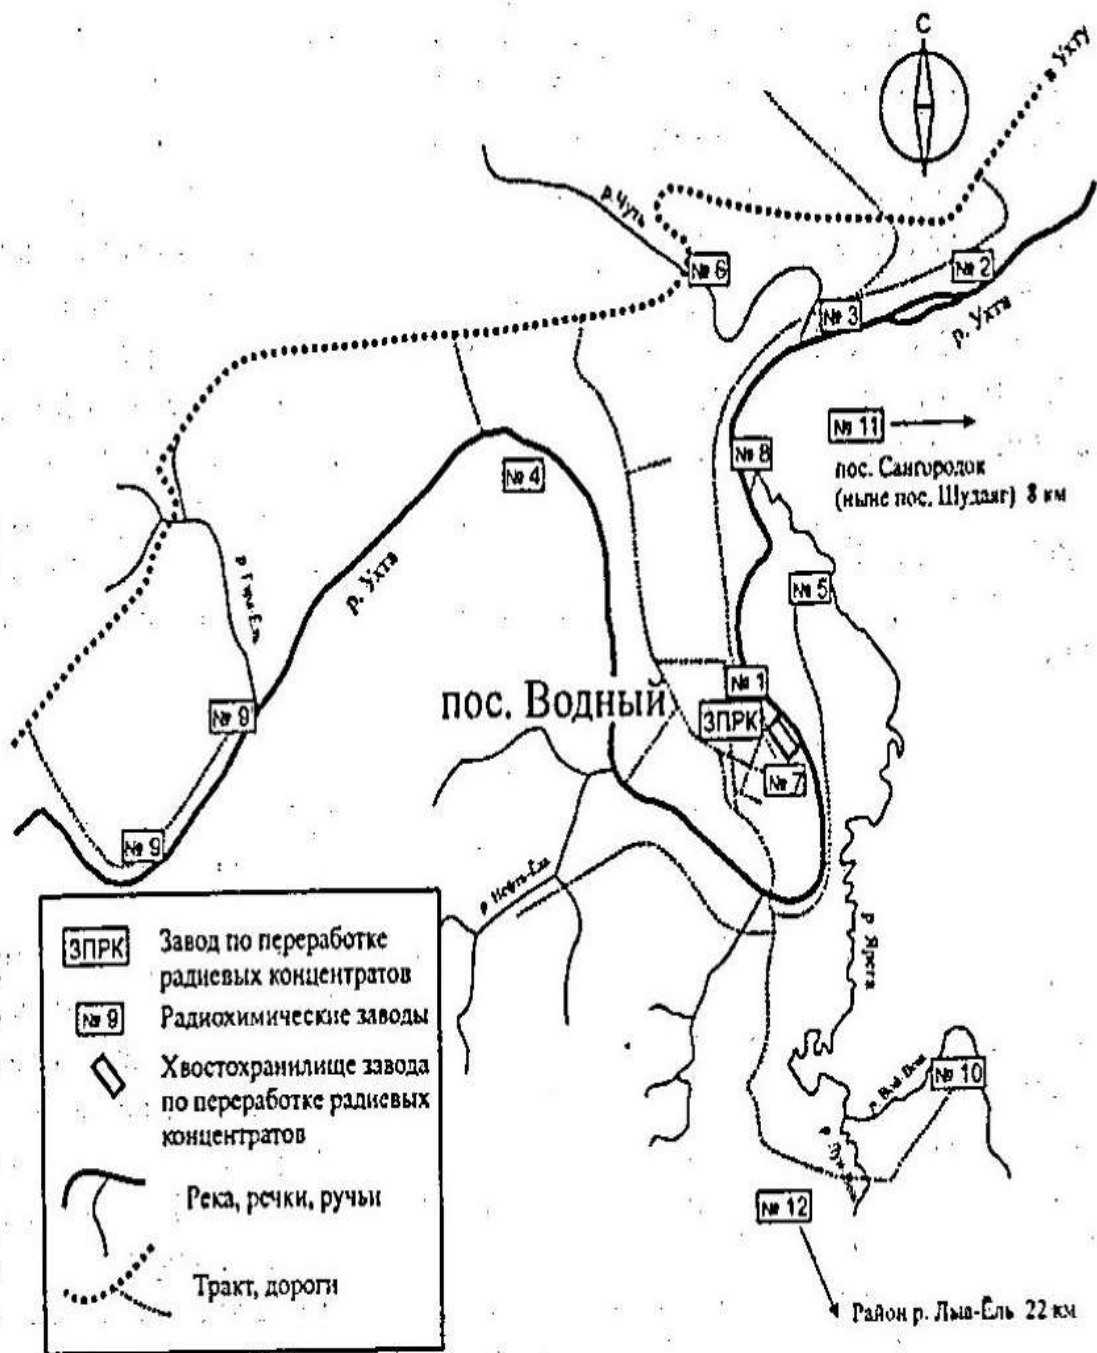 С
в Ухту
р. Чуть
№ 6
№ 2
№ 3
р. Ухта
№ 11
пос. Сангородок
(ныне пос. Шудаяг) 8 км
№ 8
№ 4
№ 5
р. Ухта
№ 1
пос. Водный
ЗПРК
№ 9'
№ 7
№ 9
р. Нефть-Ёль
р. Ярега
№ 10
№ 12
Район р. Лыа-Ёль 22 км
ЗПРК
Завод по переработке
радиевых концентратов
№ 9
Радиохимические заводы
Хвостохранилище завода
по переработке радиевых
концентратов
Река, речки, ручьи
Тракт, дороги